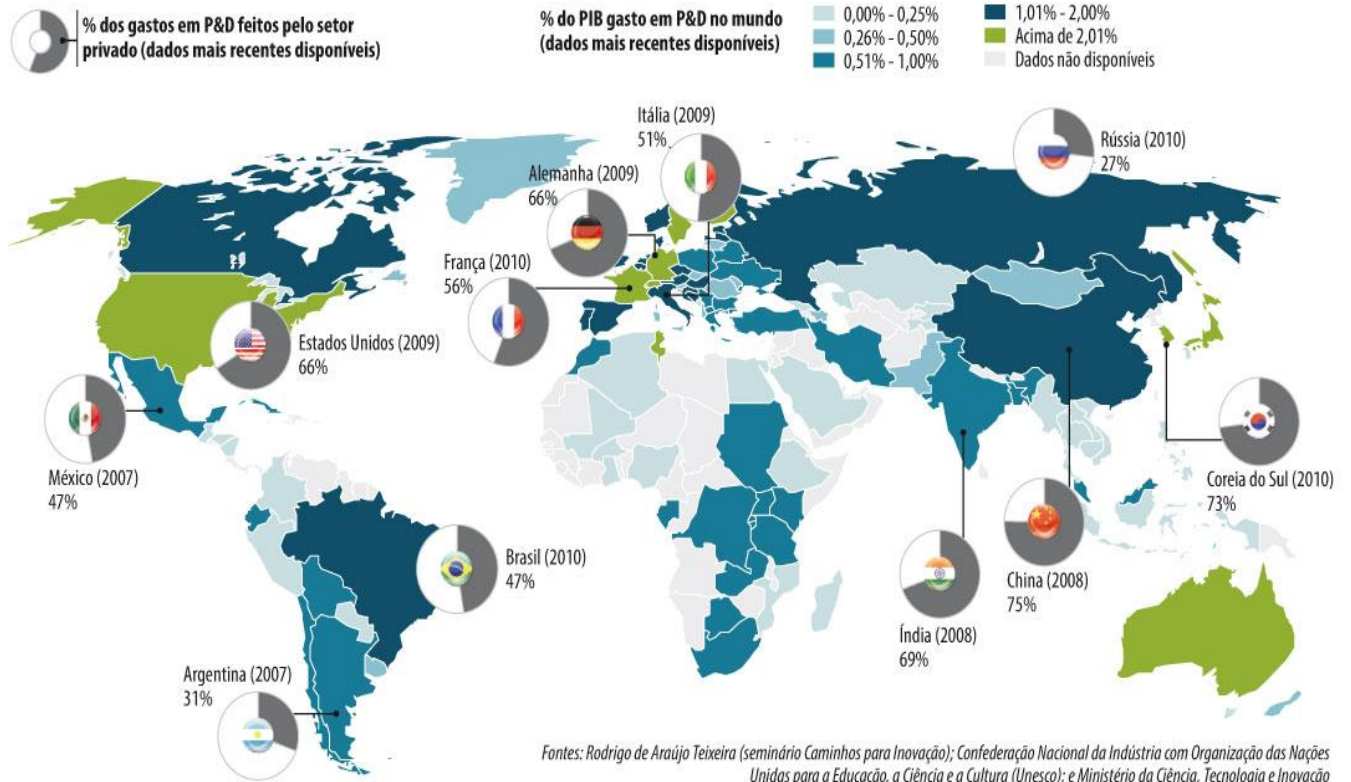 % dos gastos em P&D feitos pelo setor
privado (dados mais recentes disponíveis)
% do PIB gasto em P&D no mundo
(dados mais recentes disponíveis)
0,00% - 0,25%
0,26% - 0,50%
0,51% - 1,00%
1,01% - 2,00%
Acima de 2,01%
Dados não disponíveis
Itália (2009)
51%
Rússia (2010)
27%
Alemanha (2009)
66%
França (2010)
56%
Estados Unidos (2009)
66%
México (2007)
47%
Coreia do Sul (2010)
73%
Brasil (2010)
47%
China (2008)
75%
Índia (2008)
69%
Argentina (2007)
31%
Fontes: Rodrigo de Araújo Teixeira (seminário Caminhos para Inovação); Confederação Nacional da Indústria com Organização das Nações
Unidas para a Educação, a Ciência e a Cultura (Unesco); e Ministério da Ciência, Tecnologia e Inovação